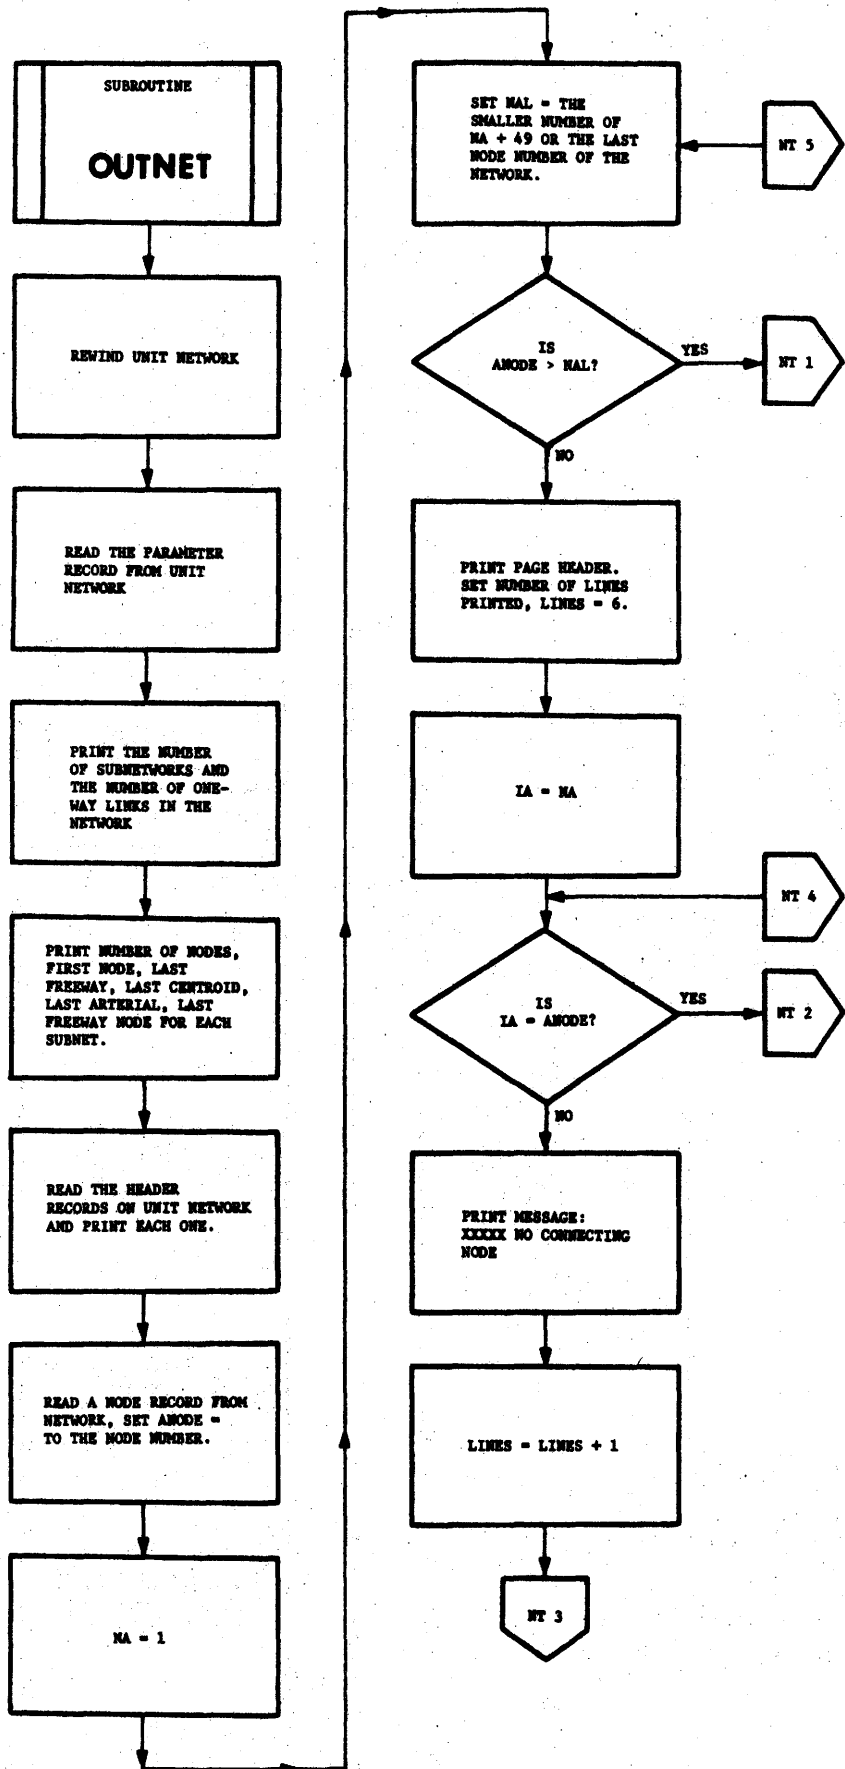 SUBROUTINE
OUTNET
REWIND UNIT NETWORK
READ THE PARAMETER
RECORD FROM UNIT
NETWORK
PRINT THE NUMBER
OF SUBNETWORKS AND
THE NUMBER OF ONE-
WAY LINKS IN THE
NETWORK
PRINT NUMBER OF NODES,
FIRST NODE, LAST
FREEWAY, LAST CENTROID,
LAST ARTERIAL, LAST
FREEWAY NODE FOR EACH
SUBNET.
READ THE HEADER
RECORDS ON UNIT NETWORK
AND PRINT EACH ONE.
READ A NODE RECORD FROM
NETWORK, SET ANODE =
TO THE NODE NUMBER.
NA = 1
SET NAL = THE
SMALLER NUMBER OF
NA + 49 OR THE LAST
NODE NUMBER OF THE
NETWORK.
NT 5
IS
ANODE > NAL?
YES
NT 1
NO
PRINT PAGE HEADER.
SET NUMBER OF LINES
PRINTED, LINES = 6.
IA = NA
NT 4
IS
IA = ANODE?
YES
NT 2
NO
PRINT MESSAGE:
XXXXX NO CONNECTING
NODE
LINES = LINES + 1
NT 3